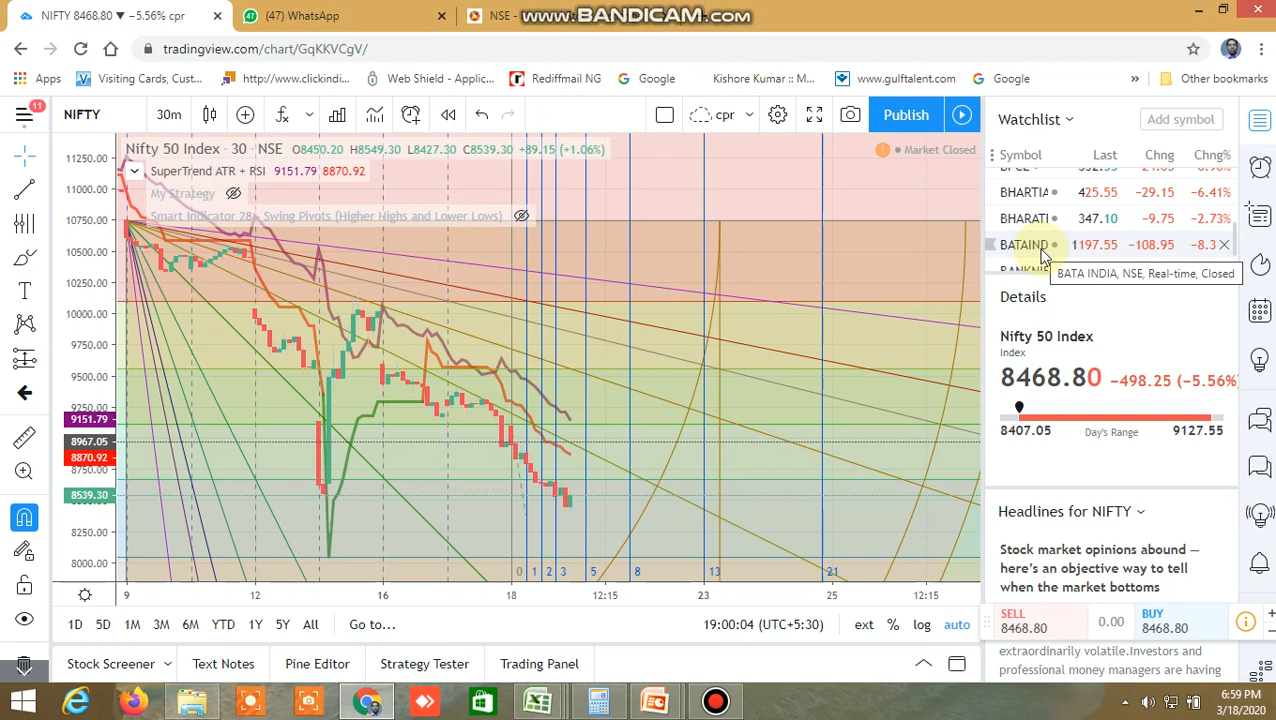 NIFTY 8468.80 ▼ −5.56% cpr
(47) WhatsApp
NSE -
www.BANDICAM.com
tradingview.com/chart/GqKKVCgV/
Apps
Visiting Cards, Cust...
http://www.clickindi...
Web Shield - Applic...
Rediffmail NG
Google
Kishore Kumar :: M...
www.gulftalent.com
Google
»
Other bookmarks
11
NIFTY
30m
cpr
Publish
Watchlist
Add symbol
Nifty 50 Index · 30 · NSE O8450.20 H8549.30 L8427.30 C8539.30 +89.15 (+1.06%)
Market Closed
SuperTrend ATR + RSI 9151.79 8870.92
My Strategy
Smart Indicator 28_ Swing Pivots (Higher Highs and Lower Lows)
Symbol Last Chng Chng%
BHARTIA 425.55 −29.15 −6.41%
BHARATI 347.10 −9.75 −2.73%
BATAIND 1197.55 −108.95 −8.3
BATA INDIA, NSE, Real-time, Closed
Details
Nifty 50 Index
Index
8468.80 −498.25 (−5.56%)
8407.05 Day's Range 9127.55
Headlines for NIFTY
Stock market opinions abound —
here's an objective way to tell
when the market bottoms
SELL
8468.80
0.00
BUY
8468.80
extraordinarily volatile.Investors and
professional money managers are having
11250.00
11000.00
10750.00
10500.00
10250.00
10000.00
9750.00
9500.00
9250.00
9151.79
8967.05
8870.92
8750.00
8539.30
8250.00
8000.00
0 1 2 3 5 8 13 21
9 12 16 18 12:15 23 25 12:15
1D 5D 1M 3M 6M YTD 1Y 5Y All Go to...
19:00:04 (UTC+5:30) ext % log auto
Stock Screener
Text Notes
Pine Editor
Strategy Tester
Trading Panel
6:59 PM
3/18/2020